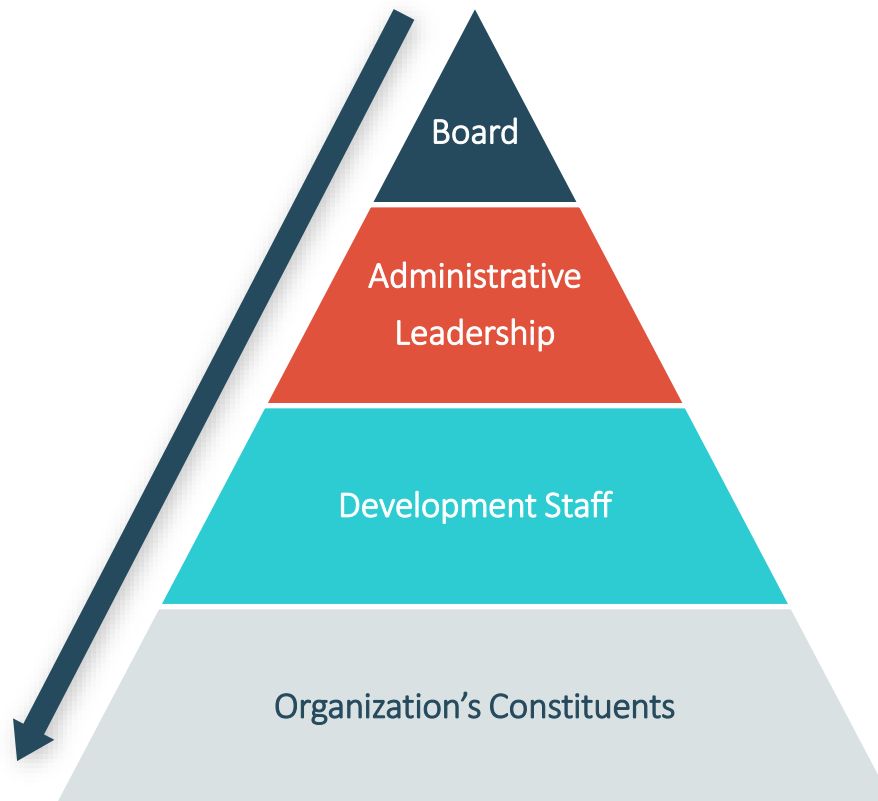 Board
Administrative
Leadership
Development Staff
Organization’s Constituents